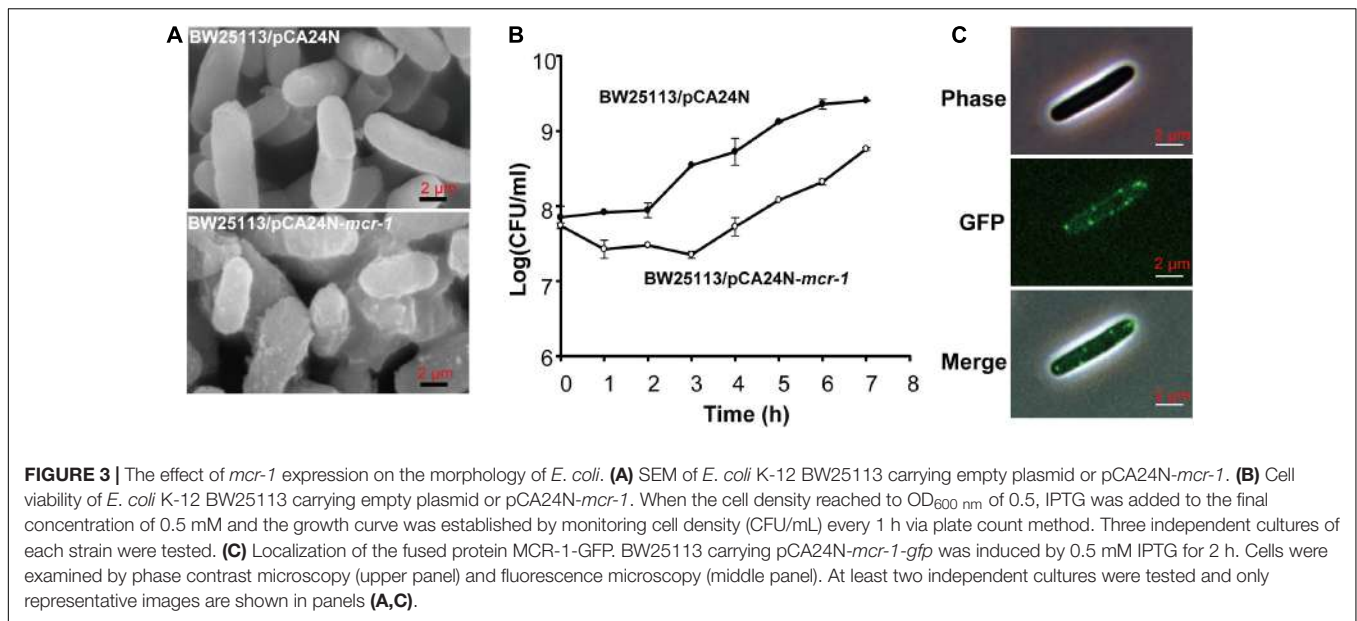 A
BW25113/pCA24N
2 μm
BW25113/pCA24N-mcr-1
2 μm
B
Log(CFU/ml)
10
9
8
7
6
BW25113/pCA24N
BW25113/pCA24N-mcr-1
0 1 2 3 4 5 6 7 8
Time (h)
C
Phase
2 μm
GFP
2 μm
Merge
2 μm
FIGURE 3 | The effect of mcr-1 expression on the morphology of E. coli. (A) SEM of E. coli K-12 BW25113 carrying empty plasmid or pCA24N-mcr-1. (B) Cell
viability of E. coli K-12 BW25113 carrying empty plasmid or pCA24N-mcr-1. When the cell density reached to OD600 nm of 0.5, IPTG was added to the final
concentration of 0.5 mM and the growth curve was established by monitoring cell density (CFU/mL) every 1 h via plate count method. Three independent cultures of
each strain were tested. (C) Localization of the fused protein MCR-1-GFP. BW25113 carrying pCA24N-mcr-1-gfp was induced by 0.5 mM IPTG for 2 h. Cells were
examined by phase contrast microscopy (upper panel) and fluorescence microscopy (middle panel). At least two independent cultures were tested and only
representative images are shown in panels (A,C).